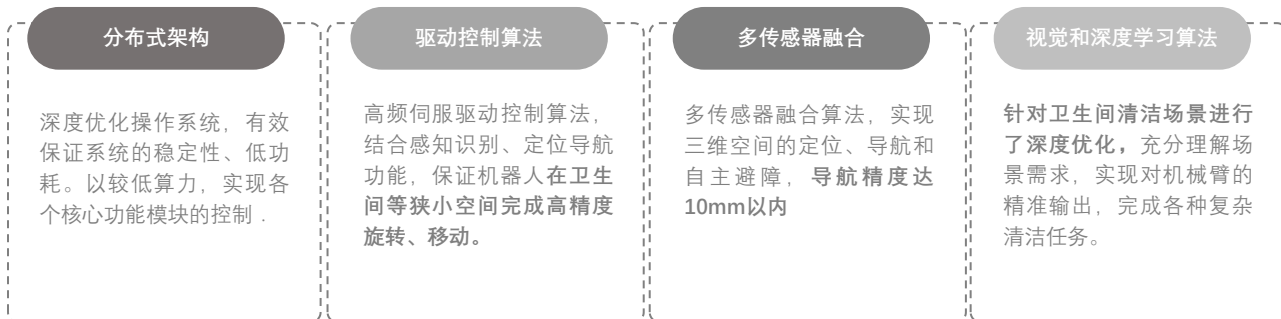 分布式架构
深度优化操作系统，有效
保证系统的稳定性、低功
耗。以较低算力，实现各
个核心功能模块的控制．
驱动控制算法
高频伺服驱动控制算法，
结合感知识别、定位导航
功能，保证机器人在卫生
间等狭小空间完成高精度
旋转、移动。
多传感器融合
多传感器融合算法，实现
三维空间的定位、导航和
自主避障，导航精度达
10mm以内
视觉和深度学习算法
针对卫生间清洁场景进行
了深度优化，充分理解场
景需求，实现对机械臂的
精准输出，完成各种复杂
清洁任务。